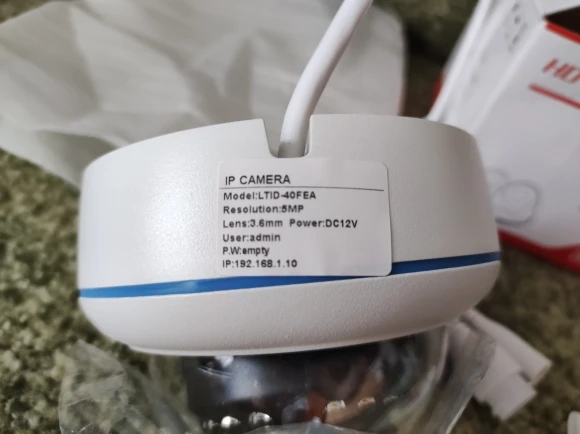 IP CAMERA
Model:LTID-40FEA
Resolution:5MP
Lens:3.6mm Power:DC12V
User:admin
P.W:empty
IP:192.168.1.10